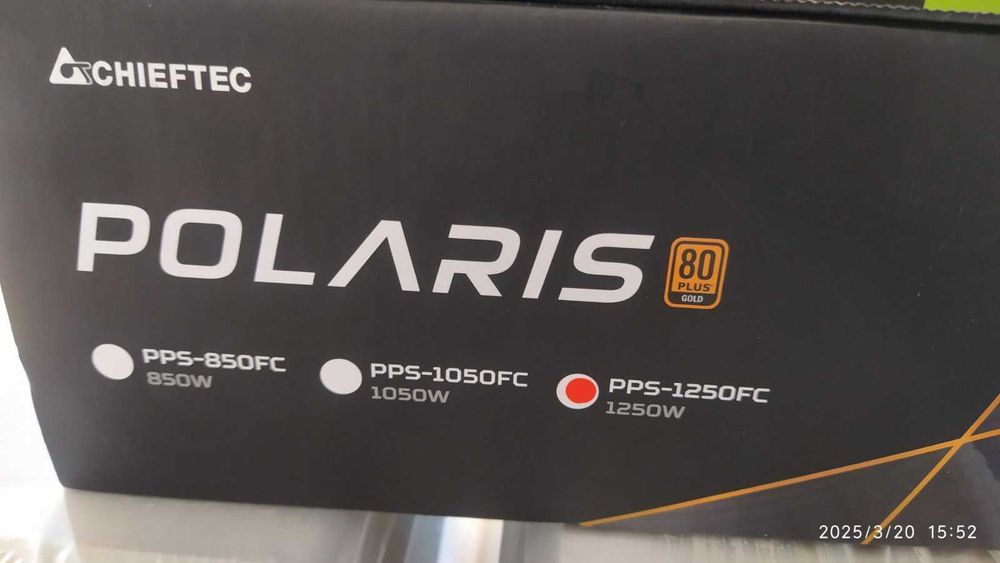 CHIEFTEC
POLARIS
80
PLUS
GOLD
PPS-850FC
850W
PPS-1050FC
1050W
PPS-1250FC
1250W
2025/3/20 15:52